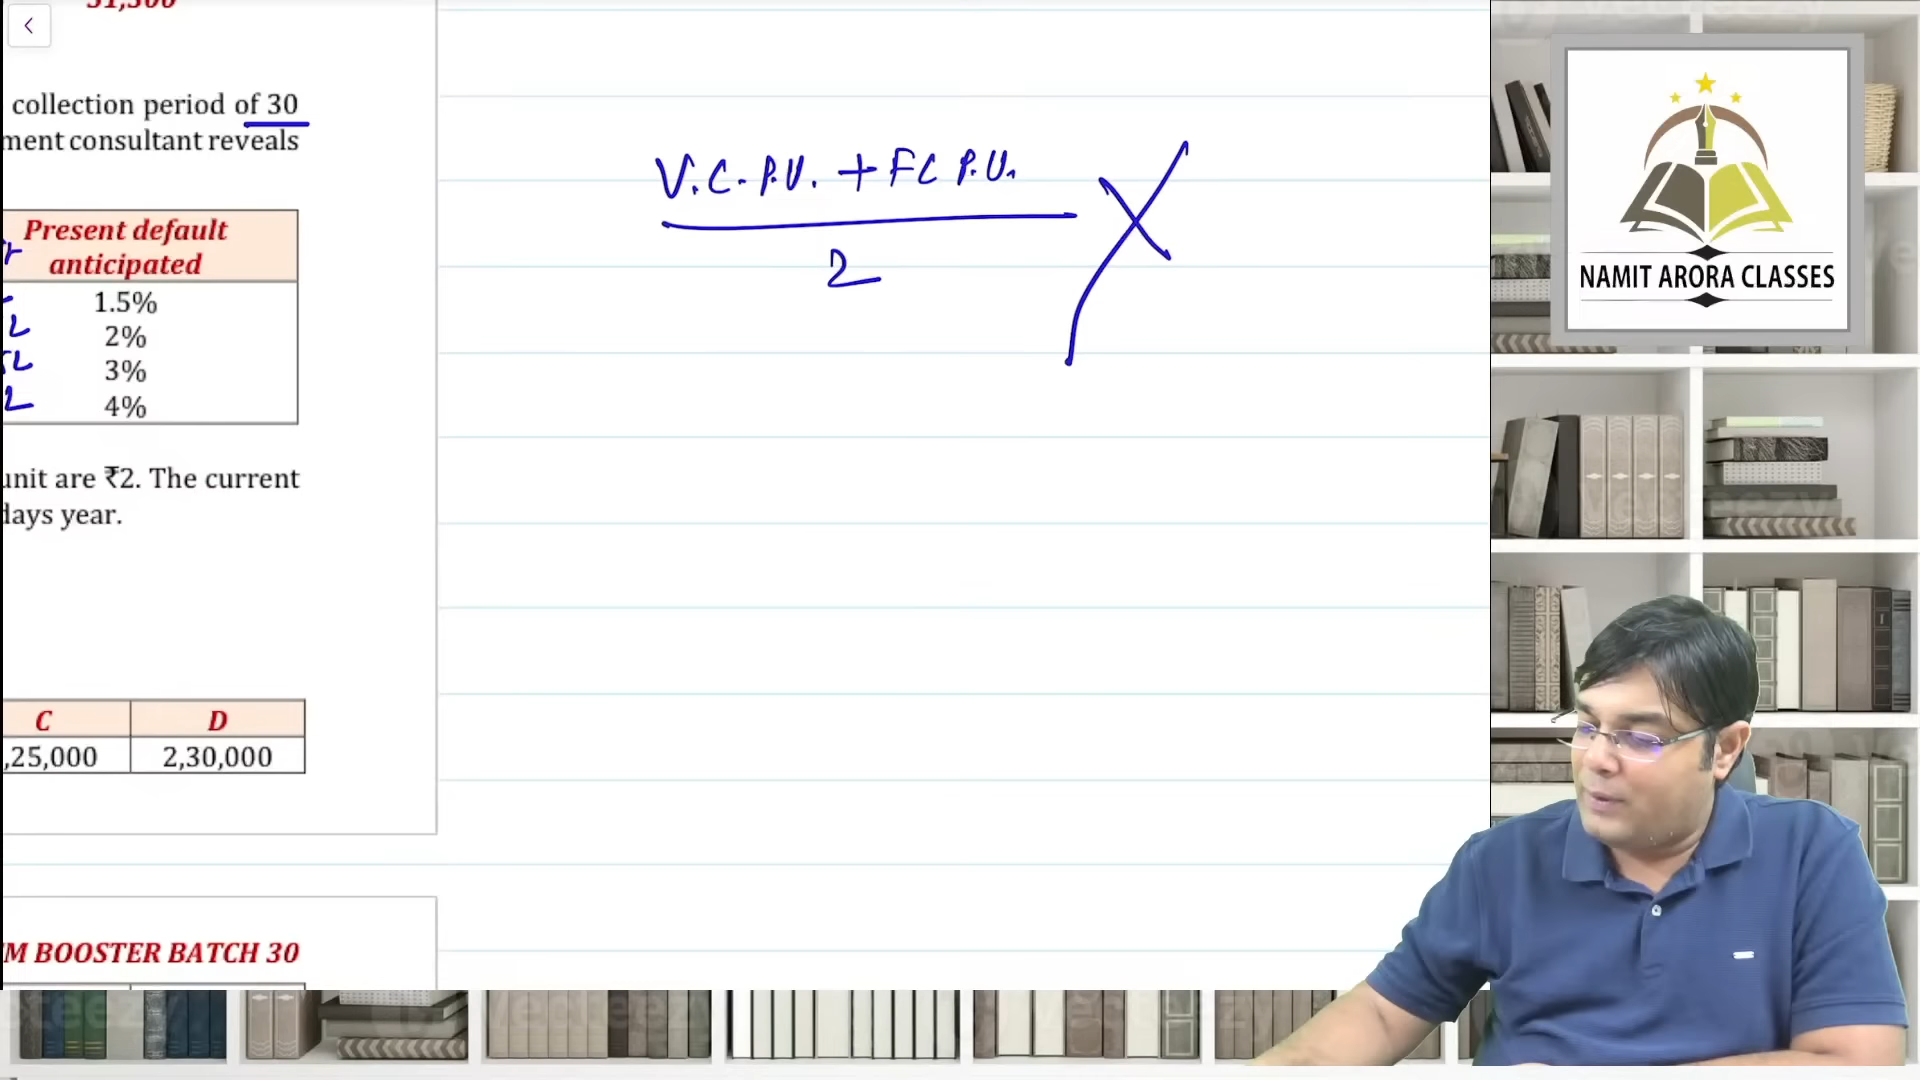 collection period of 30
ment consultant reveals
Present default
anticipated
1.5%
2%
3%
4%
unit are ₹2. The current
days year.
C D
,25,000 2,30,000
M BOOSTER BATCH 30
V.C. P.U. + FC P.U.
2
NAMIT ARORA CLASSES